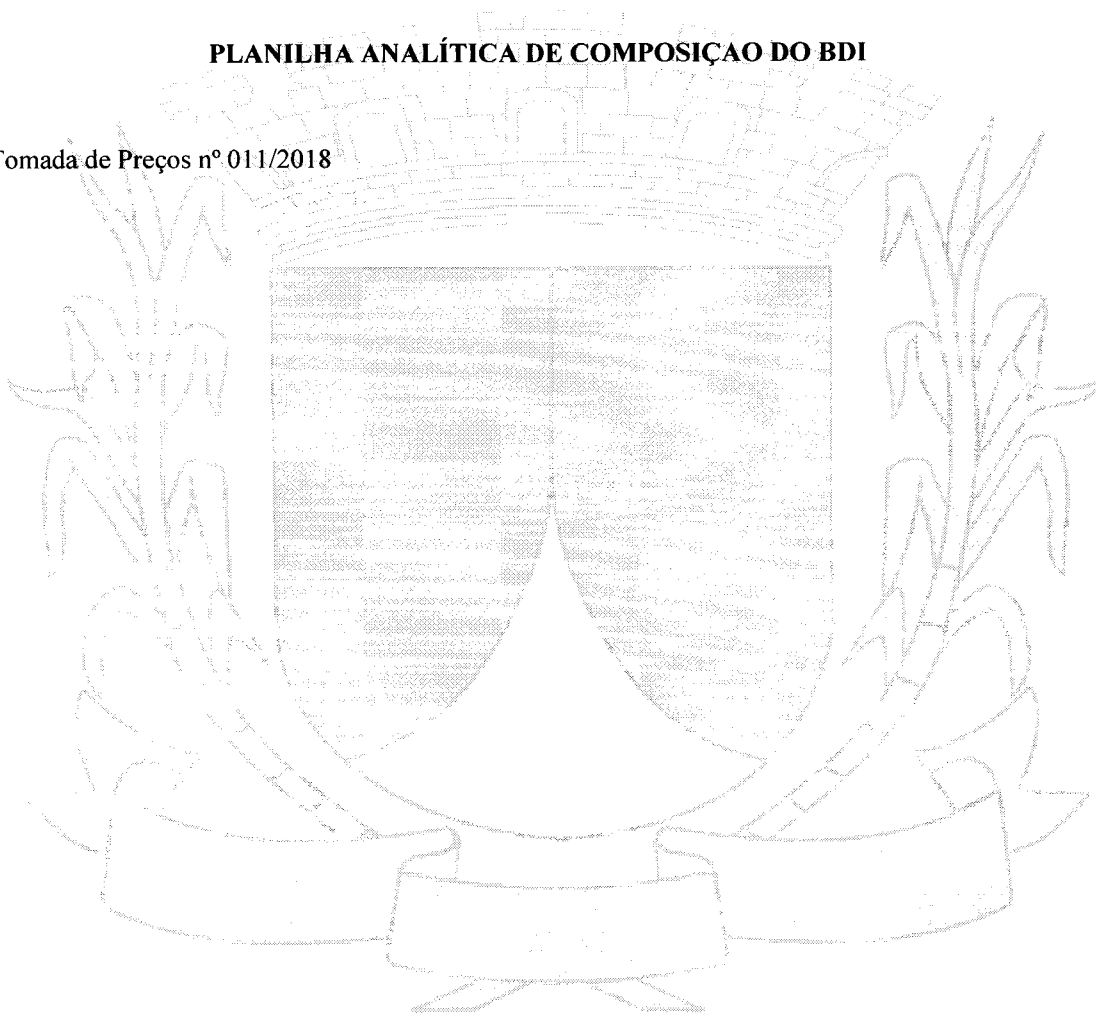 PLANILHA ANALÍTICA DE COMPOSIÇAO DO BDI
Tomada de Preços nº 011/2018